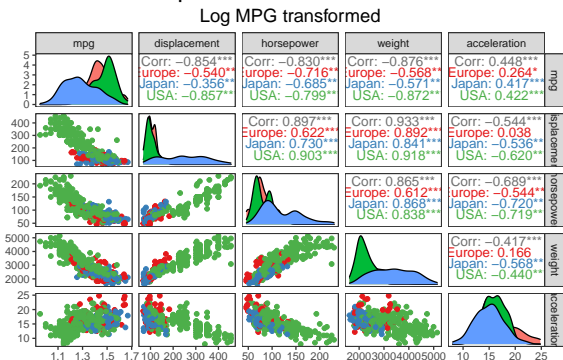 Log MPG transformed
mpg displacement horsepower weight acceleration
5 4 3 2 1 0
Corr: −0.854*** Corr: −0.830*** Corr: −0.876*** Corr: 0.448***
Europe: −0.540** Europe: −0.716** Europe: −0.568** Europe: 0.264*
Japan: −0.356** Japan: −0.685** Japan: −0.571** Japan: 0.417***
USA: −0.857** USA: −0.799** USA: −0.872** USA: 0.422***
mpg
400 300 200 100
Corr: 0.897*** Corr: 0.933*** Corr: −0.544***
Europe: 0.622*** Europe: 0.892** Europe: 0.038
Japan: 0.730*** Japan: 0.841** Japan: −0.536**
USA: 0.903*** USA: 0.918*** USA: −0.620**
isplacemen
200 150 100 50
Corr: 0.865*** Corr: −0.689***
Europe: 0.612*** Europe: −0.544**
Japan: 0.868*** Japan: −0.720**
USA: 0.838*** USA: −0.719**
orsepowe
5000 4000 3000 2000
Corr: −0.417***
Europe: 0.166
Japan: −0.568**
USA: −0.440**
weight
25 20 15 10
cceleration
1.1 1.3 1.5 1.7 100 200 300 400 50 100 150 200 2000 3000 4000 5000 10 15 20 25